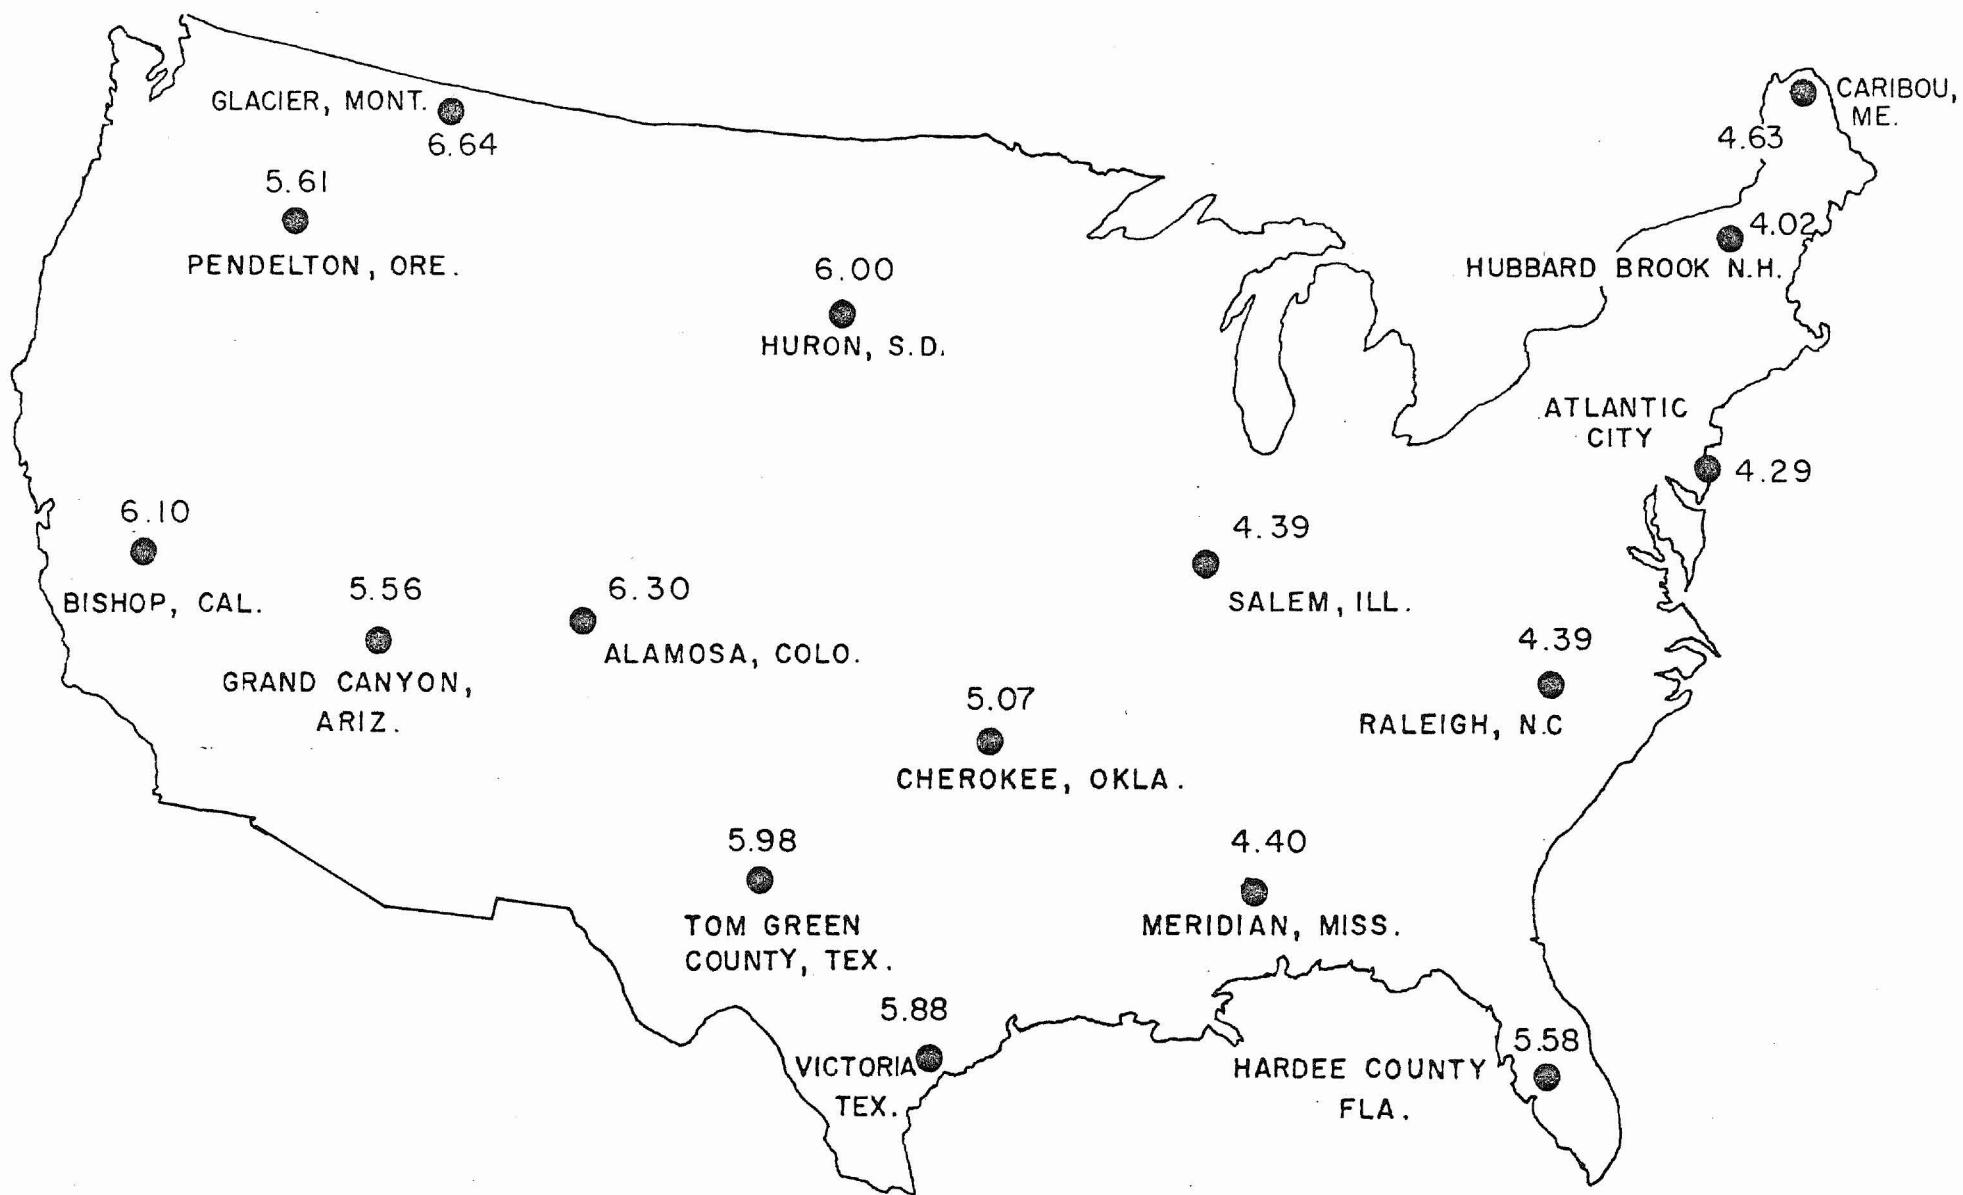 GLACIER, MONT.
6.64
CARIBOU,
ME.
4.63
5.61
PENDELTON, ORE.
4.02
HUBBARD BROOK N.H.
6.00
HURON, S.D.
ATLANTIC
CITY
4.29
6.10
BISHOP, CAL.
5.56
GRAND CANYON,
ARIZ.
6.30
ALAMOSA, COLO.
4.39
SALEM, ILL.
4.39
RALEIGH, N.C
5.07
CHEROKEE, OKLA.
5.98
TOM GREEN
COUNTY, TEX.
4.40
MERIDIAN, MISS.
5.88
VICTORIA
TEX.
5.58
HARDEE COUNTY
FLA.